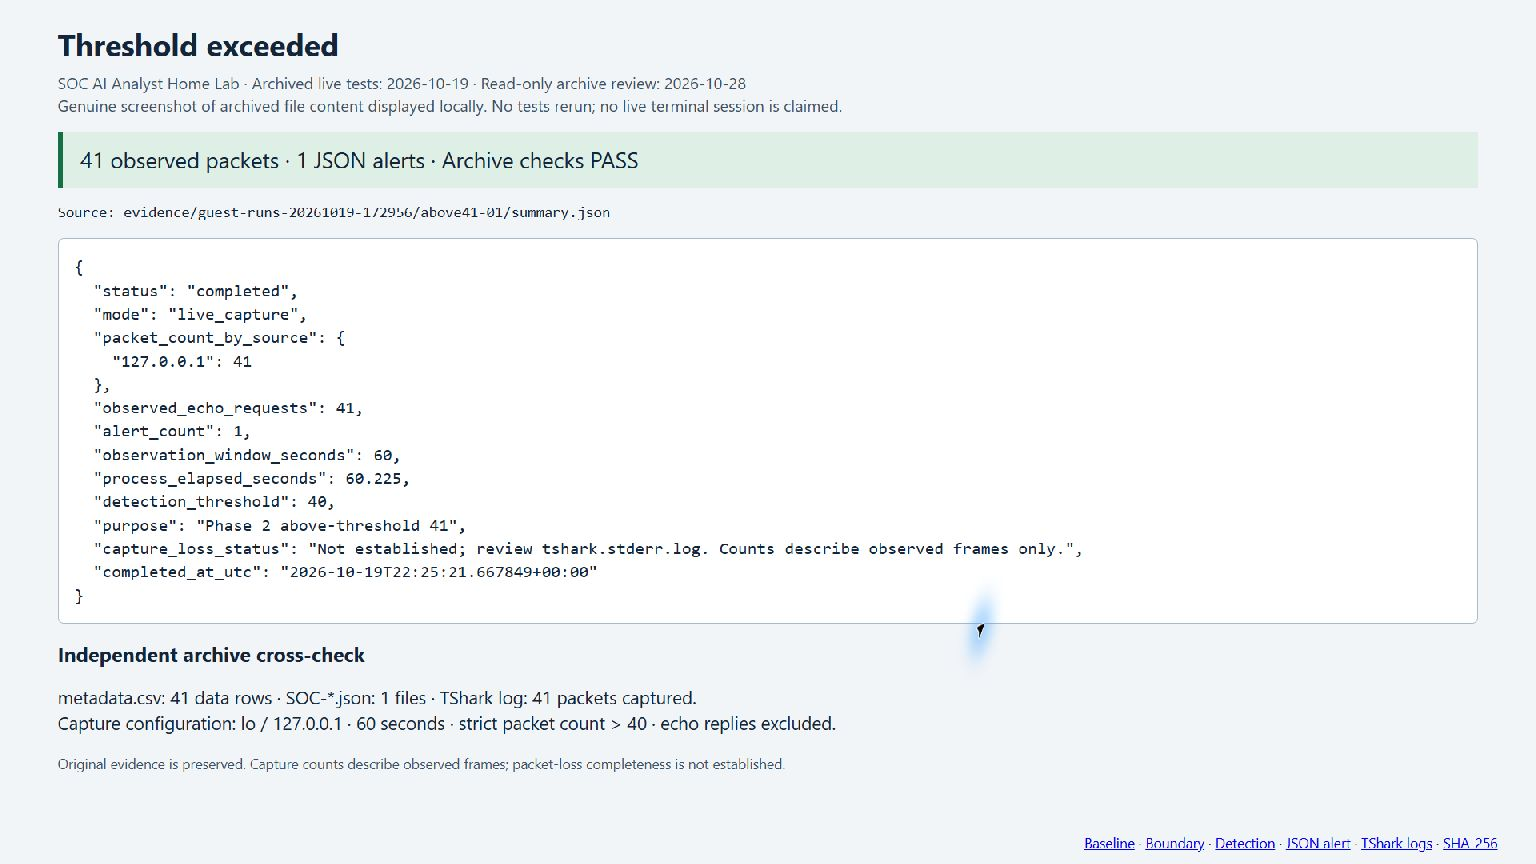 Threshold exceeded
SOC AI Analyst Home Lab · Archived live tests: 2026-10-19 · Read-only archive review: 2026-10-28
Genuine screenshot of archived file content displayed locally. No tests rerun; no live terminal session is claimed.
41 observed packets · 1 JSON alerts · Archive checks PASS
Source: evidence/guest-runs-20261019-172956/above41-01/summary.json
{
"status": "completed",
"mode": "live_capture",
"packet_count_by_source": {
"127.0.0.1": 41
},
"observed_echo_requests": 41,
"alert_count": 1,
"observation_window_seconds": 60,
"process_elapsed_seconds": 60.225,
"detection_threshold": 40,
"purpose": "Phase 2 above-threshold 41",
"capture_loss_status": "Not established; review tshark.stderr.log. Counts describe observed frames only.",
"completed_at_utc": "2026-10-19T22:25:21.667849+00:00"
}
Independent archive cross-check
metadata.csv: 41 data rows · SOC-*.json: 1 files · TShark log: 41 packets captured.
Capture configuration: lo / 127.0.0.1 · 60 seconds · strict packet count > 40 · echo replies excluded.
Original evidence is preserved. Capture counts describe observed frames; packet-loss completeness is not established.
Baseline · Boundary · Detection · JSON alert · TShark logs · SHA-256